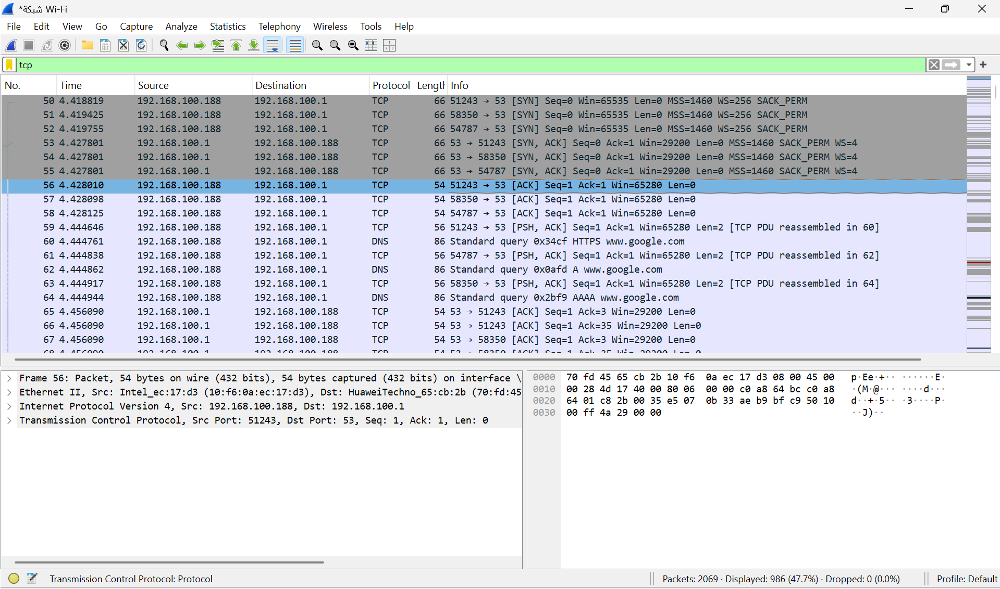 *شبكة Wi-Fi
File Edit View Go Capture Analyze Statistics Telephony Wireless Tools Help
tcp
No. Time Source Destination Protocol Length Info
50 4.418819 192.168.100.188 192.168.100.1 TCP 66 51243 → 53 [SYN] Seq=0 Win=65535 Len=0 MSS=1460 WS=256 SACK_PERM
51 4.419425 192.168.100.188 192.168.100.1 TCP 66 58350 → 53 [SYN] Seq=0 Win=65535 Len=0 MSS=1460 WS=256 SACK_PERM
52 4.419755 192.168.100.188 192.168.100.1 TCP 66 54787 → 53 [SYN] Seq=0 Win=65535 Len=0 MSS=1460 WS=256 SACK_PERM
53 4.427801 192.168.100.1 192.168.100.188 TCP 66 53 → 51243 [SYN, ACK] Seq=0 Ack=1 Win=29200 Len=0 MSS=1460 SACK_PERM WS=4
54 4.427801 192.168.100.1 192.168.100.188 TCP 66 53 → 58350 [SYN, ACK] Seq=0 Ack=1 Win=29200 Len=0 MSS=1460 SACK_PERM WS=4
55 4.427801 192.168.100.1 192.168.100.188 TCP 66 53 → 54787 [SYN, ACK] Seq=0 Ack=1 Win=29200 Len=0 MSS=1460 SACK_PERM WS=4
56 4.428010 192.168.100.188 192.168.100.1 TCP 54 51243 → 53 [ACK] Seq=1 Ack=1 Win=65280 Len=0
57 4.428098 192.168.100.188 192.168.100.1 TCP 54 58350 → 53 [ACK] Seq=1 Ack=1 Win=65280 Len=0
58 4.428125 192.168.100.188 192.168.100.1 TCP 54 54787 → 53 [ACK] Seq=1 Ack=1 Win=65280 Len=0
59 4.444646 192.168.100.188 192.168.100.1 TCP 56 51243 → 53 [PSH, ACK] Seq=1 Ack=1 Win=65280 Len=2 [TCP PDU reassembled in 60]
60 4.444761 192.168.100.188 192.168.100.1 DNS 86 Standard query 0x34cf HTTPS www.google.com
61 4.444838 192.168.100.188 192.168.100.1 TCP 56 54787 → 53 [PSH, ACK] Seq=1 Ack=1 Win=65280 Len=2 [TCP PDU reassembled in 62]
62 4.444862 192.168.100.188 192.168.100.1 DNS 86 Standard query 0x0afd A www.google.com
63 4.444917 192.168.100.188 192.168.100.1 TCP 56 58350 → 53 [PSH, ACK] Seq=1 Ack=1 Win=65280 Len=2 [TCP PDU reassembled in 64]
64 4.444944 192.168.100.188 192.168.100.1 DNS 86 Standard query 0x2bf9 AAAA www.google.com
65 4.456090 192.168.100.1 192.168.100.188 TCP 54 53 → 51243 [ACK] Seq=1 Ack=3 Win=29200 Len=0
66 4.456090 192.168.100.1 192.168.100.188 TCP 54 53 → 51243 [ACK] Seq=1 Ack=35 Win=29200 Len=0
67 4.456090 192.168.100.1 192.168.100.188 TCP 54 53 → 58350 [ACK] Seq=1 Ack=3 Win=29200 Len=0
Frame 56: Packet, 54 bytes on wire (432 bits), 54 bytes captured (432 bits) on interface \
Ethernet II, Src: Intel_ec:17:d3 (10:f6:0a:ec:17:d3), Dst: HuaweiTechno_65:cb:2b (70:fd:45
Internet Protocol Version 4, Src: 192.168.100.188, Dst: 192.168.100.1
Transmission Control Protocol, Src Port: 51243, Dst Port: 53, Seq: 1, Ack: 1, Len: 0
0000 70 fd 45 65 cb 2b 10 f6 0a ec 17 d3 08 00 45 00 p·Ee·+·· ······E·
0010 00 28 4d 17 40 00 80 06 00 00 c0 a8 64 bc c0 a8 ·(M·@··· ····d···
0020 64 01 c8 2b 00 35 e5 07 0b 33 ae b9 bf c9 50 10 d··+·5·· ·3····P·
0030 00 ff 4a 29 00 00 ··J)··
Transmission Control Protocol: Protocol
Packets: 2069 · Displayed: 986 (47.7%) · Dropped: 0 (0.0%)
Profile: Default